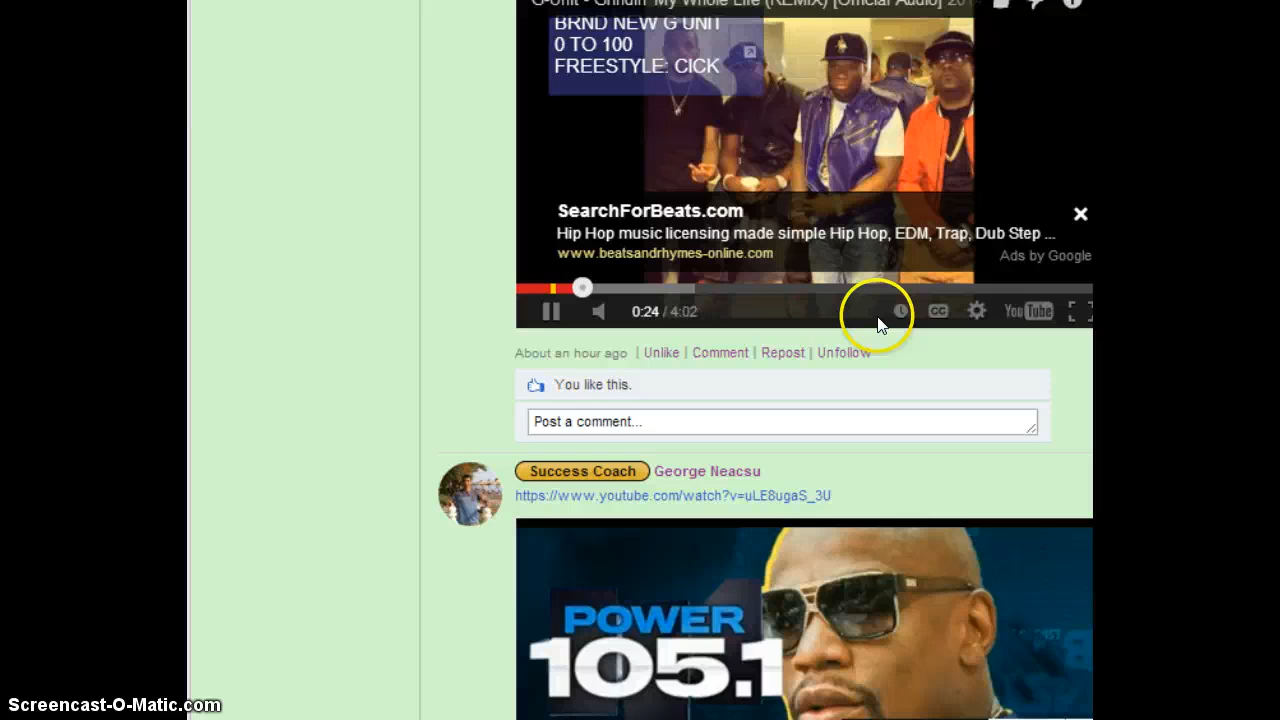 G-Unit - Grindin' My Whole Life (REMIX) [Official Audio] 201
BRND NEW G UNIT
0 TO 100
FREESTYLE: CICK
SearchForBeats.com
Hip Hop music licensing made simple Hip Hop, EDM, Trap, Dub Step ...
www.beatsandrhymes-online.com
Ads by Google
0:24 / 4:02
CC
YouTube
About an hour ago | Unlike | Comment | Repost | Unfollow
You like this.
Post a comment...
Success Coach George Neacsu
https://www.youtube.com/watch?v=uLE8ugaS_3U
POWER
105.1
Screencast-O-Matic.com